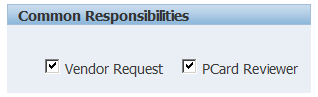 Common Responsibilities
Vendor Request PCard Reviewer